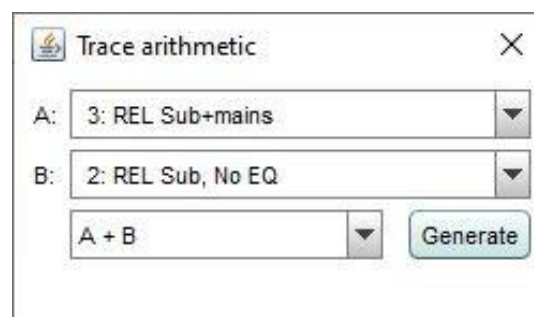 Trace arithmetic
A: 3: REL Sub+mains
B: 2: REL Sub, No EQ
A + B Generate